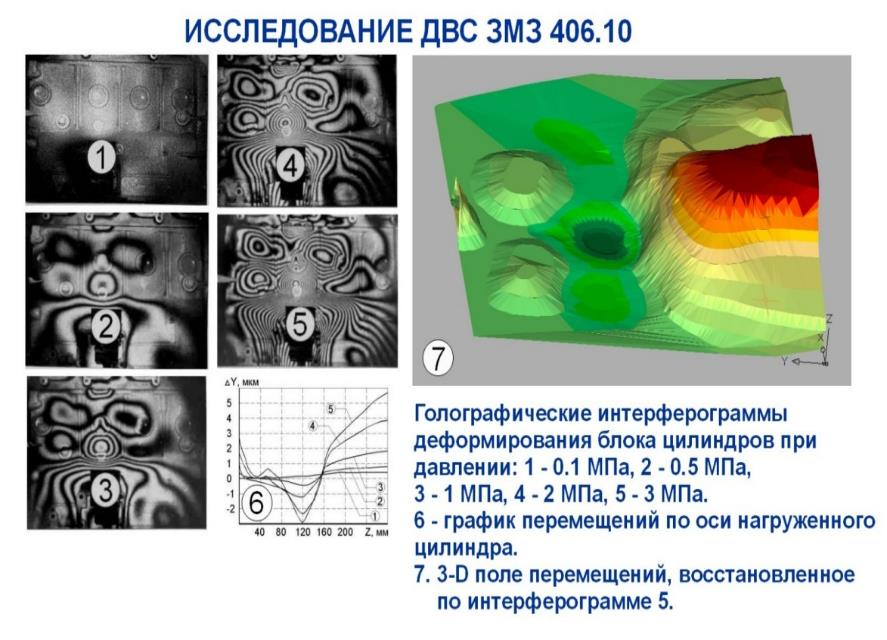 ИССЛЕДОВАНИЕ ДВС ЗМЗ 406.10
1
4
2
5
3
7
ΔY, мкм
5
4
3
2
1
0
-1
-2
5
4
3
2
1
6
40 80 120 160 200 Z, мм
Z
X
Y
Голографические интерферограммы
деформирования блока цилиндров при
давлении: 1 - 0.1 МПа, 2 - 0.5 МПа,
3 - 1 МПа, 4 - 2 МПа, 5 - 3 МПа.
6 - график перемещений по оси нагруженного
цилиндра.
7. 3-D поле перемещений, восстановленное
по интерферограмме 5.